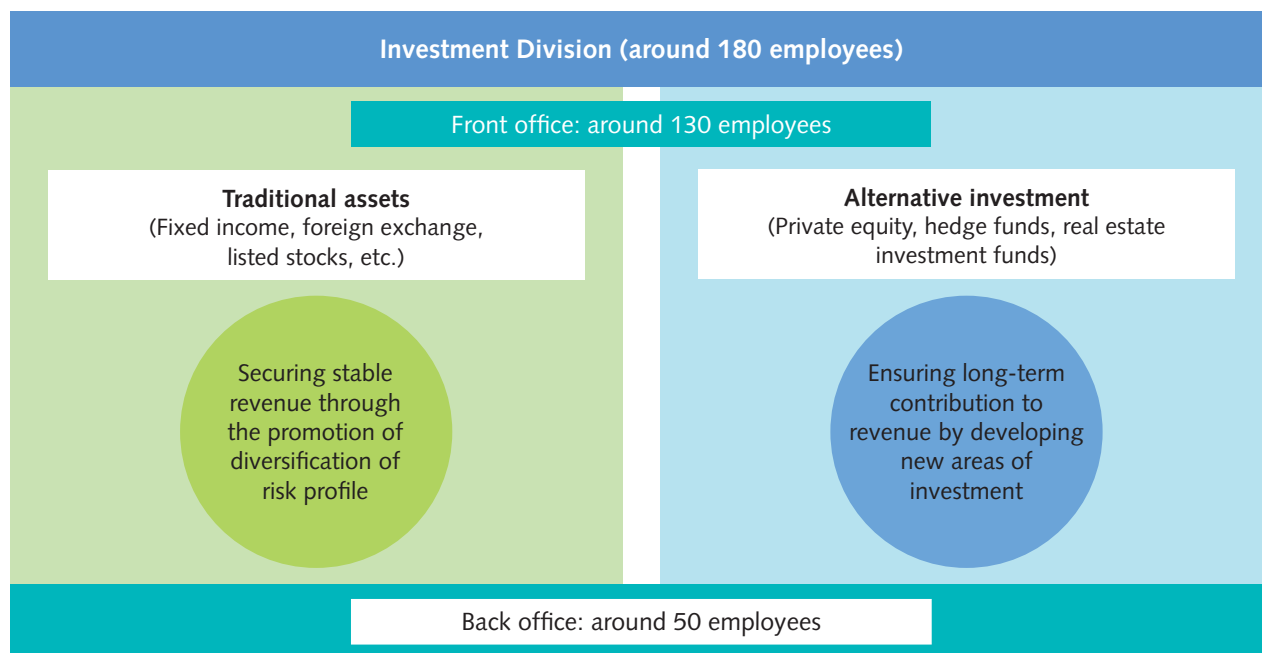 Investment Division (around 180 employees)
Front office: around 130 employees
Traditional assets
(Fixed income, foreign exchange,
listed stocks, etc.)
Alternative investment
(Private equity, hedge funds, real estate
investment funds)
Securing stable
revenue through
the promotion of
diversification of
risk profile
Ensuring long-term
contribution to
revenue by developing
new areas of
investment
Back office: around 50 employees